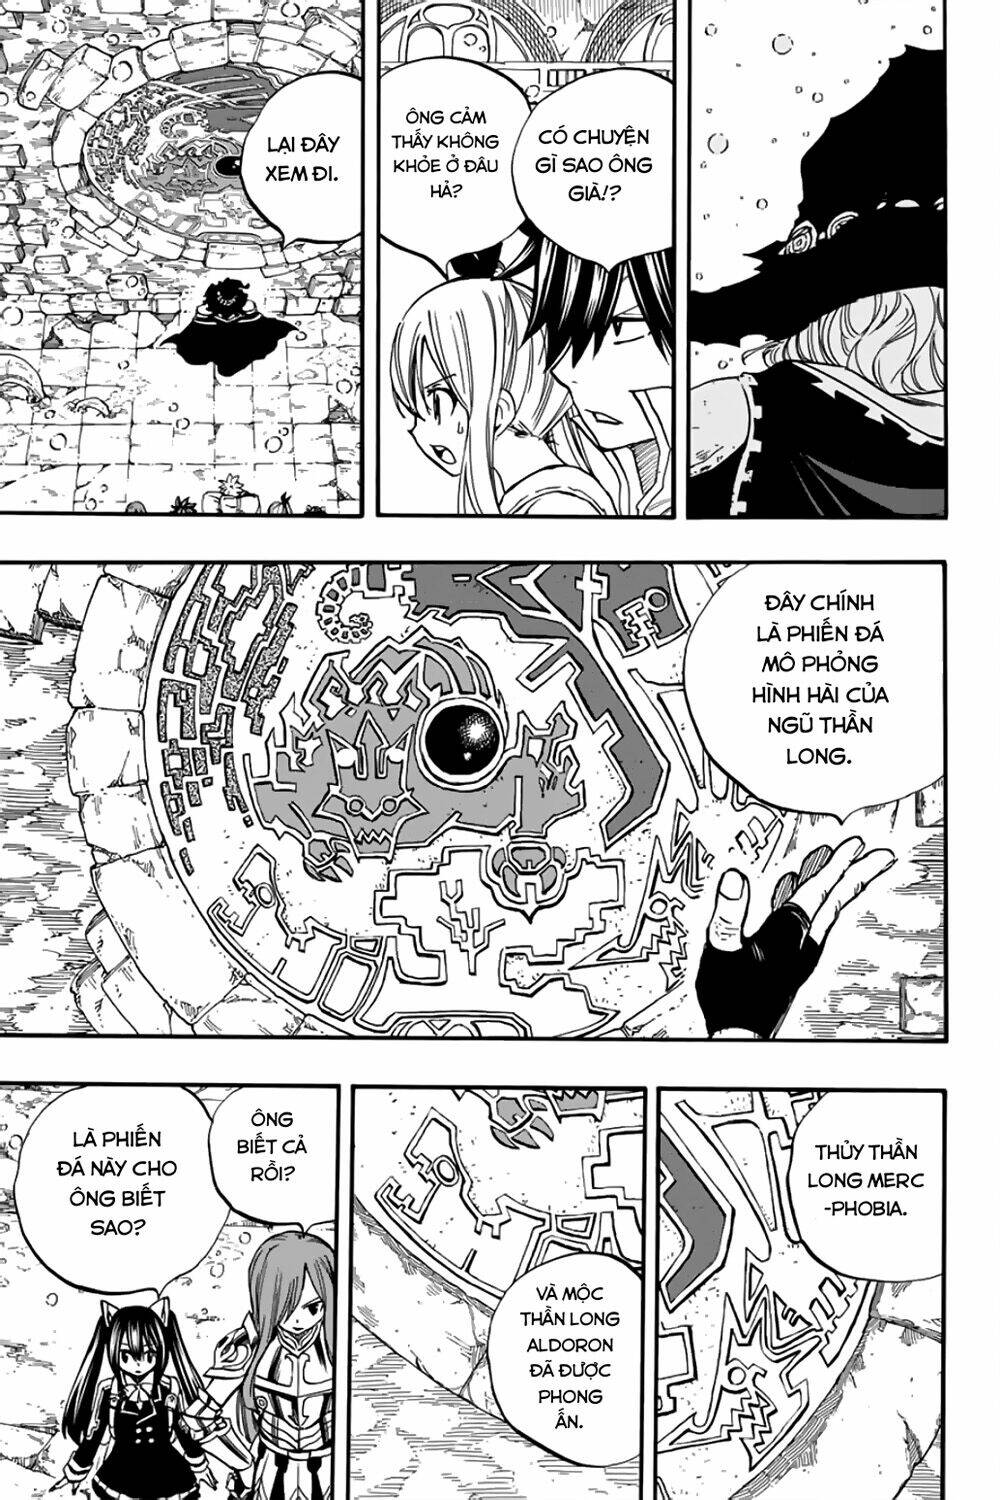 CÓ CHUYỆN
GÌ SAO ÔNG
GIÀ!?
ÔNG CẢM
THẤY KHÔNG
KHỎE Ở ĐÂU
HẢ?
LẠI ĐÂY
XEM ĐI.
ĐÂY CHÍNH
LÀ PHIẾN ĐÁ
MÔ PHỎNG
HÌNH HÀI CỦA
NGŨ THẦN
LONG.
THỦY THẦN
LONG MERC
-PHOBIA.
VÀ MỘC
THẦN LONG
ALDORON
ĐÃ ĐƯỢC
PHONG
ẤN.
ÔNG
BIẾT CẢ
RỒI?
LÀ PHIẾN
ĐÁ NÀY CHO
ÔNG BIẾT
SAO?